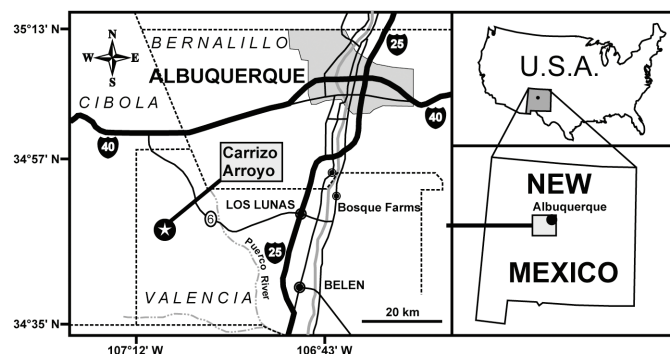 35°13' N
BERNALILLO
ALBUQUERQUE
25
N
W
E
S
CIBOLA
40
40
34°57' N
Carrizo
Arroyo
6
LOS LUNAS
Bosque Farms
25
Puerco River
BELEN
VALENCIA
20 km
34°35' N
107°12' W
106°43' W
U.S.A.
NEW
Albuquerque
MEXICO